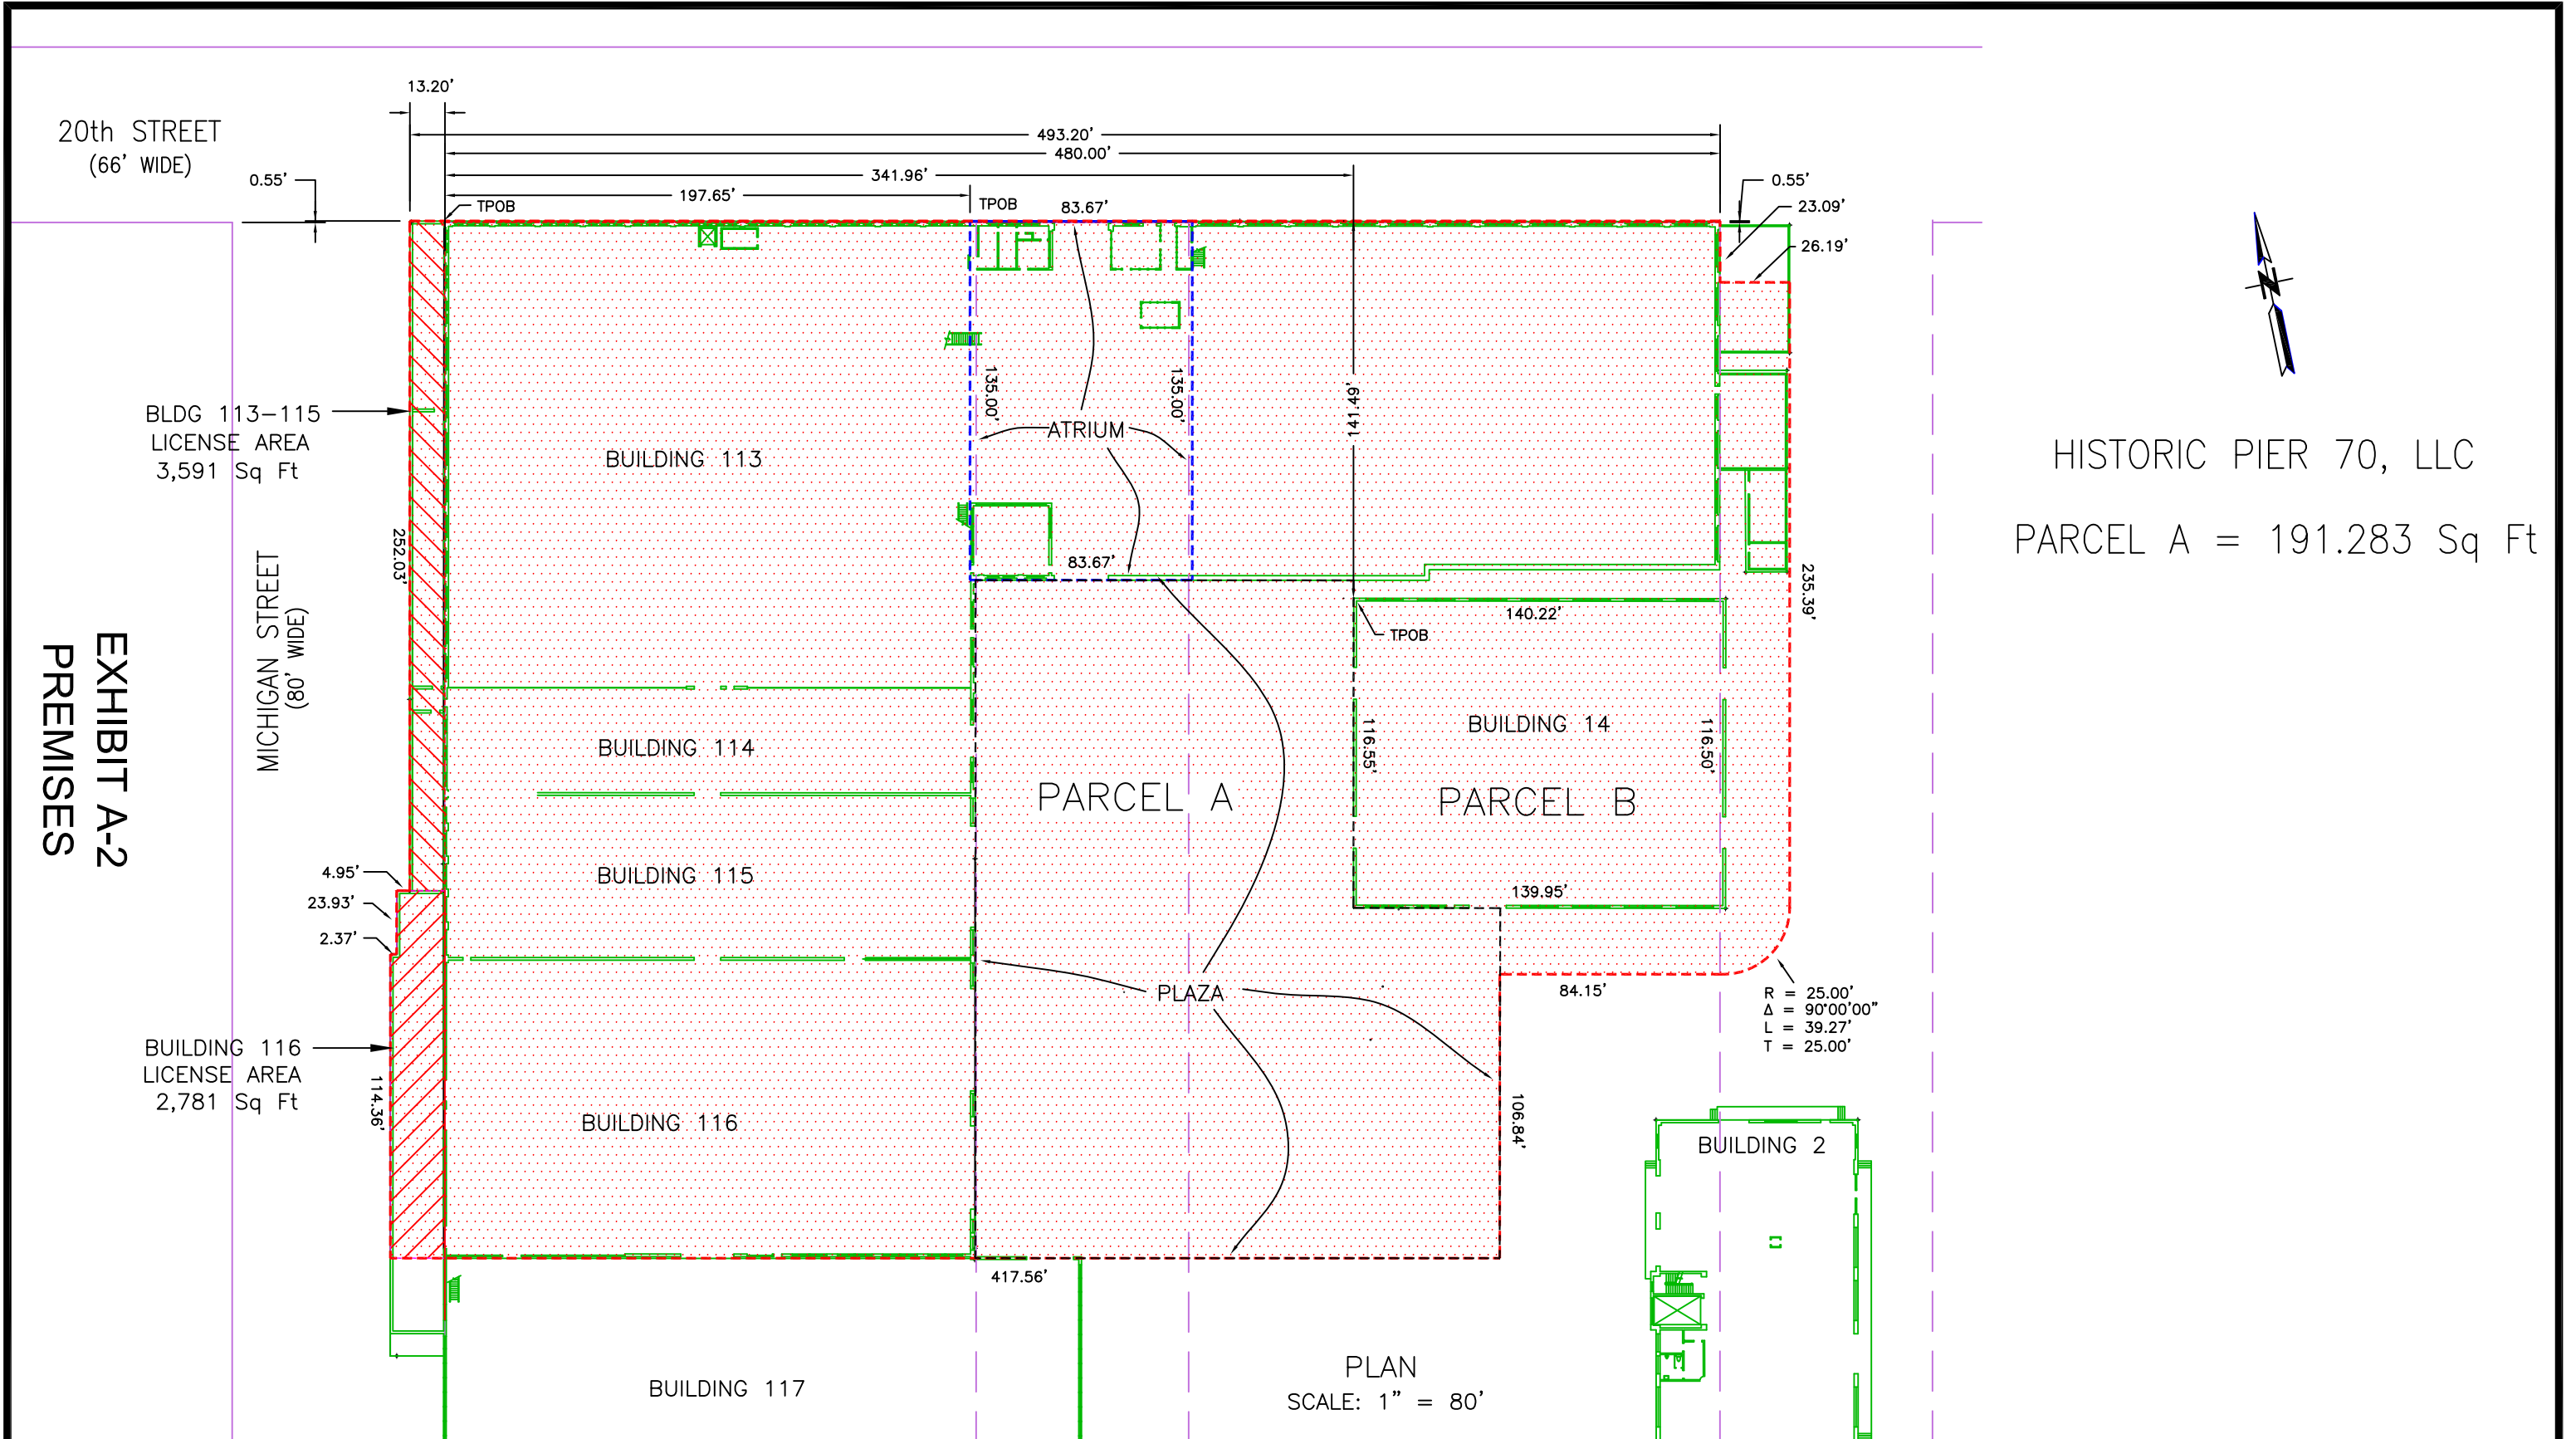 13.20'
493.20'
480.00'
341.96'
197.65'
20th STREET
(66' WIDE)
0.55'
TPOB
TPOB
83.67'
0.55'
23.09'
26.19'
135.00'
135.00'
141.49'
ATRIUM
BLDG 113-115
LICENSE AREA
3,591 Sq Ft
BUILDING 113
HISTORIC PIER 70, LLC
PARCEL A = 191.283 Sq Ft
252.03'
83.67'
235.39'
140.22'
TPOB
MICHIGAN STREET
(80' WIDE)
EXHIBIT A-2
PREMISES
BUILDING 114
PARCEL A
116.55'
BUILDING 14
116.50'
PARCEL B
4.95'
BUILDING 115
139.95'
23.93'
2.37'
PLAZA
84.15'
R = 25.00'
Δ = 90°00'00"
L = 39.27'
T = 25.00'
BUILDING 116
LICENSE AREA
2,781 Sq Ft
114.36'
BUILDING 116
106.84'
BUILDING 2
417.56'
BUILDING 117
PLAN
SCALE: 1" = 80'
N